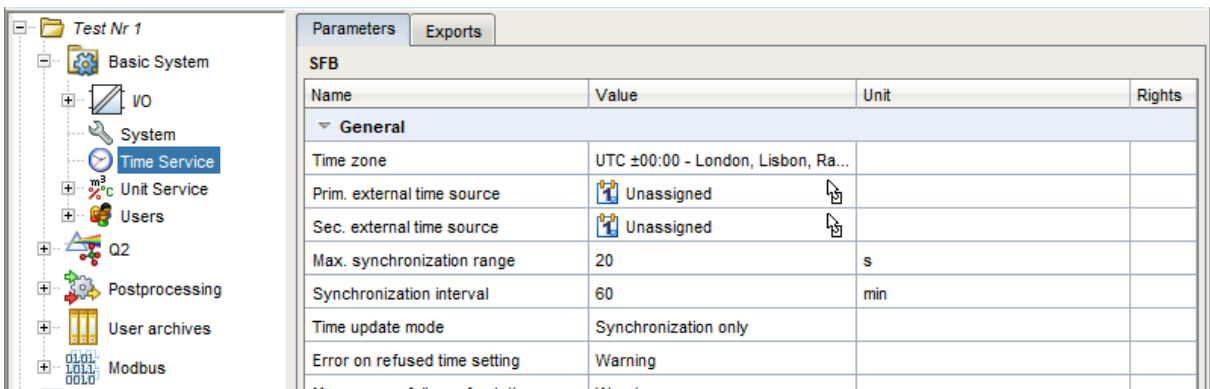 Test Nr 1
Basic System
I/O
System
Time Service
Unit Service
Users
Q2
Postprocessing
User archives
Modbus
Parameters Exports
SFB
Name Value Unit Rights
General
Time zone UTC ±00:00 - London, Lisbon, Ra...
Prim. external time source Unassigned
Sec. external time source Unassigned
Max. synchronization range 20 s
Synchronization interval 60 min
Time update mode Synchronization only
Error on refused time setting Warning